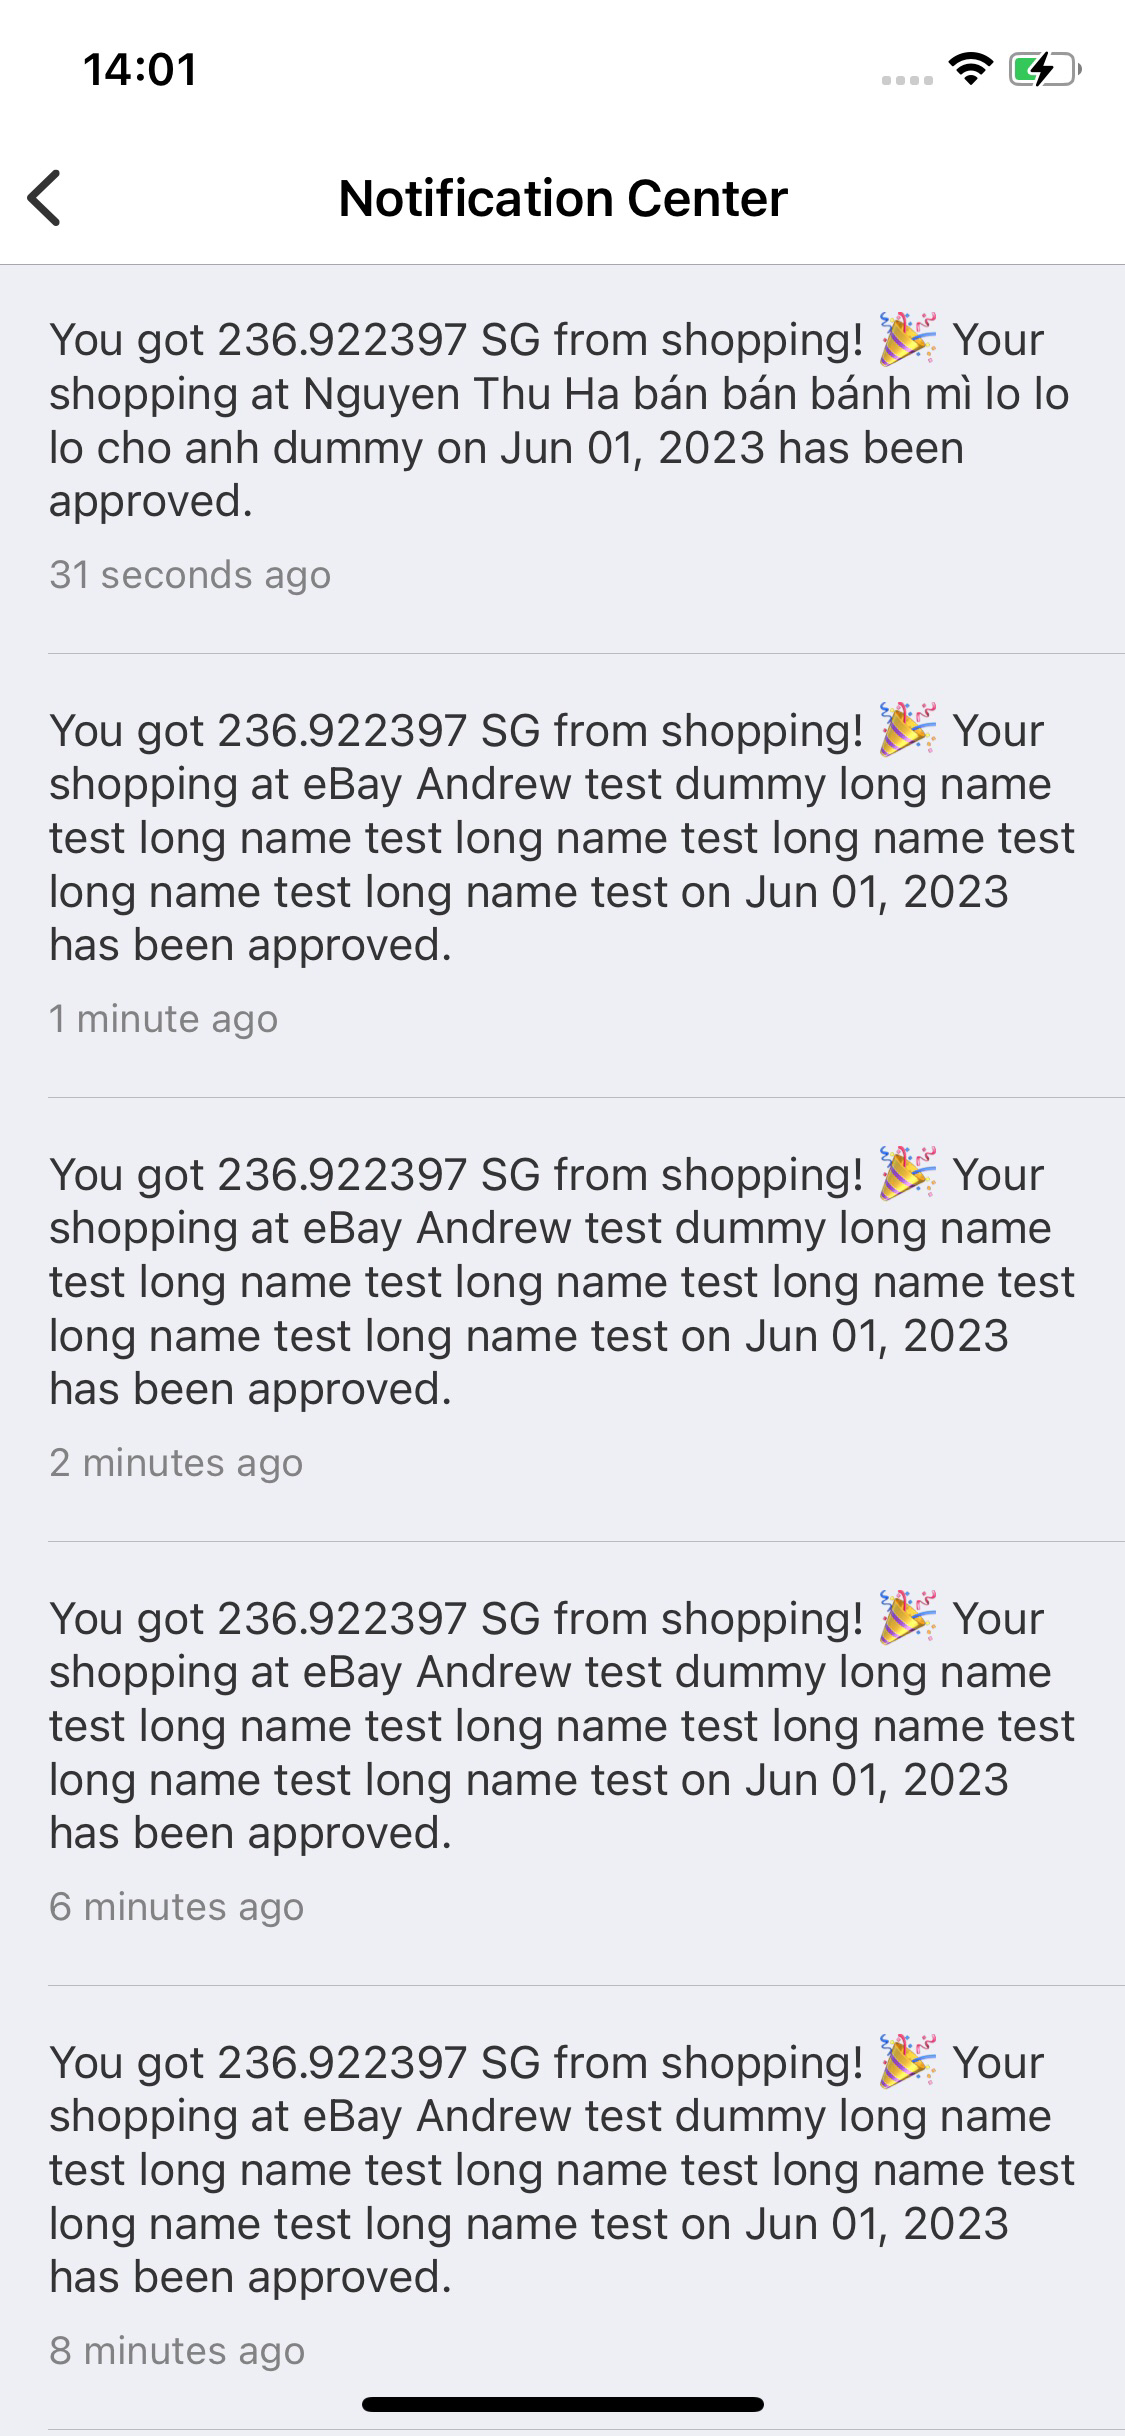 14:01
Notification Center
You got 236.922397 SG from shopping! 🎉 Your
shopping at Nguyen Thu Ha bán bán bánh mì lo lo
lo cho anh dummy on Jun 01, 2023 has been
approved.
31 seconds ago
You got 236.922397 SG from shopping! 🎉 Your
shopping at eBay Andrew test dummy long name
test long name test long name test long name test
long name test long name test on Jun 01, 2023
has been approved.
1 minute ago
You got 236.922397 SG from shopping! 🎉 Your
shopping at eBay Andrew test dummy long name
test long name test long name test long name test
long name test long name test on Jun 01, 2023
has been approved.
2 minutes ago
You got 236.922397 SG from shopping! 🎉 Your
shopping at eBay Andrew test dummy long name
test long name test long name test long name test
long name test long name test on Jun 01, 2023
has been approved.
6 minutes ago
You got 236.922397 SG from shopping! 🎉 Your
shopping at eBay Andrew test dummy long name
test long name test long name test long name test
long name test long name test on Jun 01, 2023
has been approved.
8 minutes ago